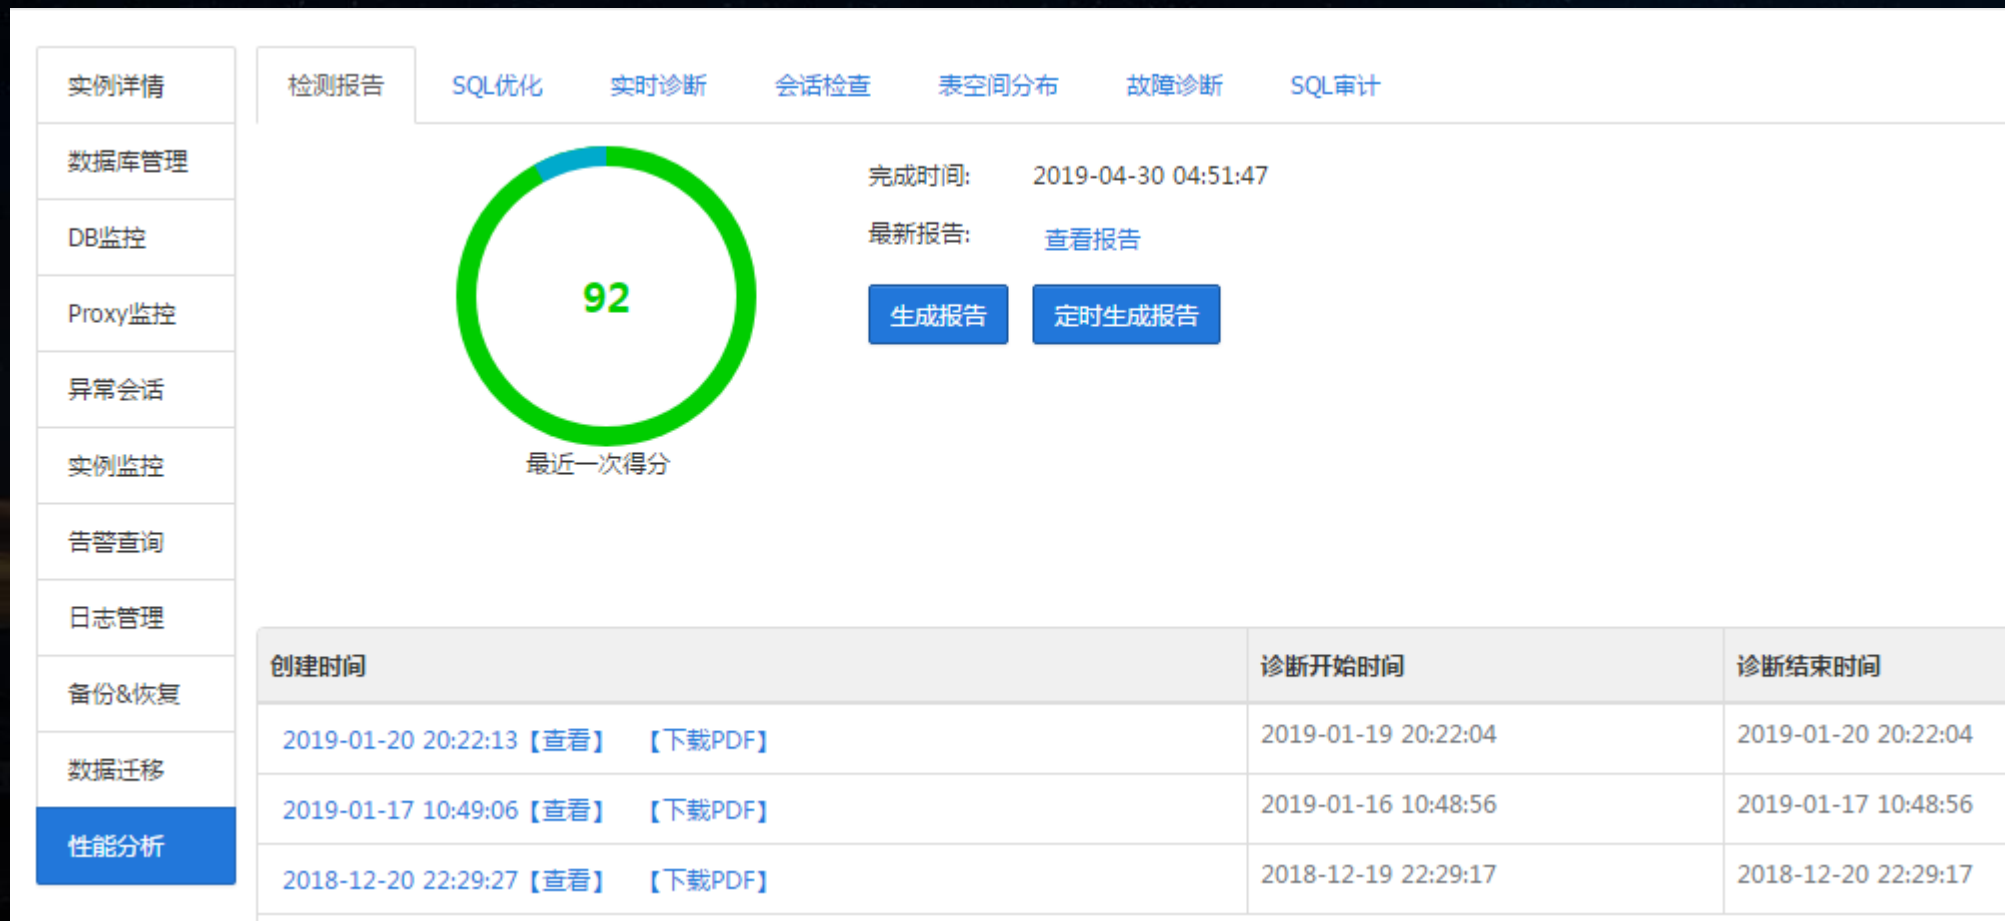 实例详情
数据库管理
DB监控
Proxy监控
异常会话
实例监控
告警查询
日志管理
备份&恢复
数据迁移
性能分析
检测报告 SQL优化 实时诊断 会话检查 表空间分布 故障诊断 SQL审计
92
最近一次得分
完成时间: 2019-04-30 04:51:47
最新报告: 查看报告
生成报告 定时生成报告
创建时间 诊断开始时间 诊断结束时间
2019-01-20 20:22:13【查看】 【下载PDF】 2019-01-19 20:22:04 2019-01-20 20:22:04
2019-01-17 10:49:06【查看】 【下载PDF】 2019-01-16 10:48:56 2019-01-17 10:48:56
2018-12-20 22:29:27【查看】 【下载PDF】 2018-12-19 22:29:17 2018-12-20 22:29:17